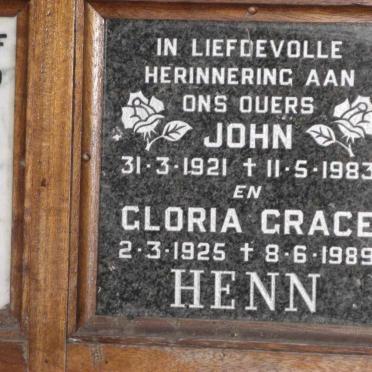 IN LIEFDEVOLLE
HERINNERING AAN
ONS OUERS
JOHN
31·3·1921 † 11·5·1983
EN
GLORIA GRACE
2·3·1925 † 8·6·1989
HENN